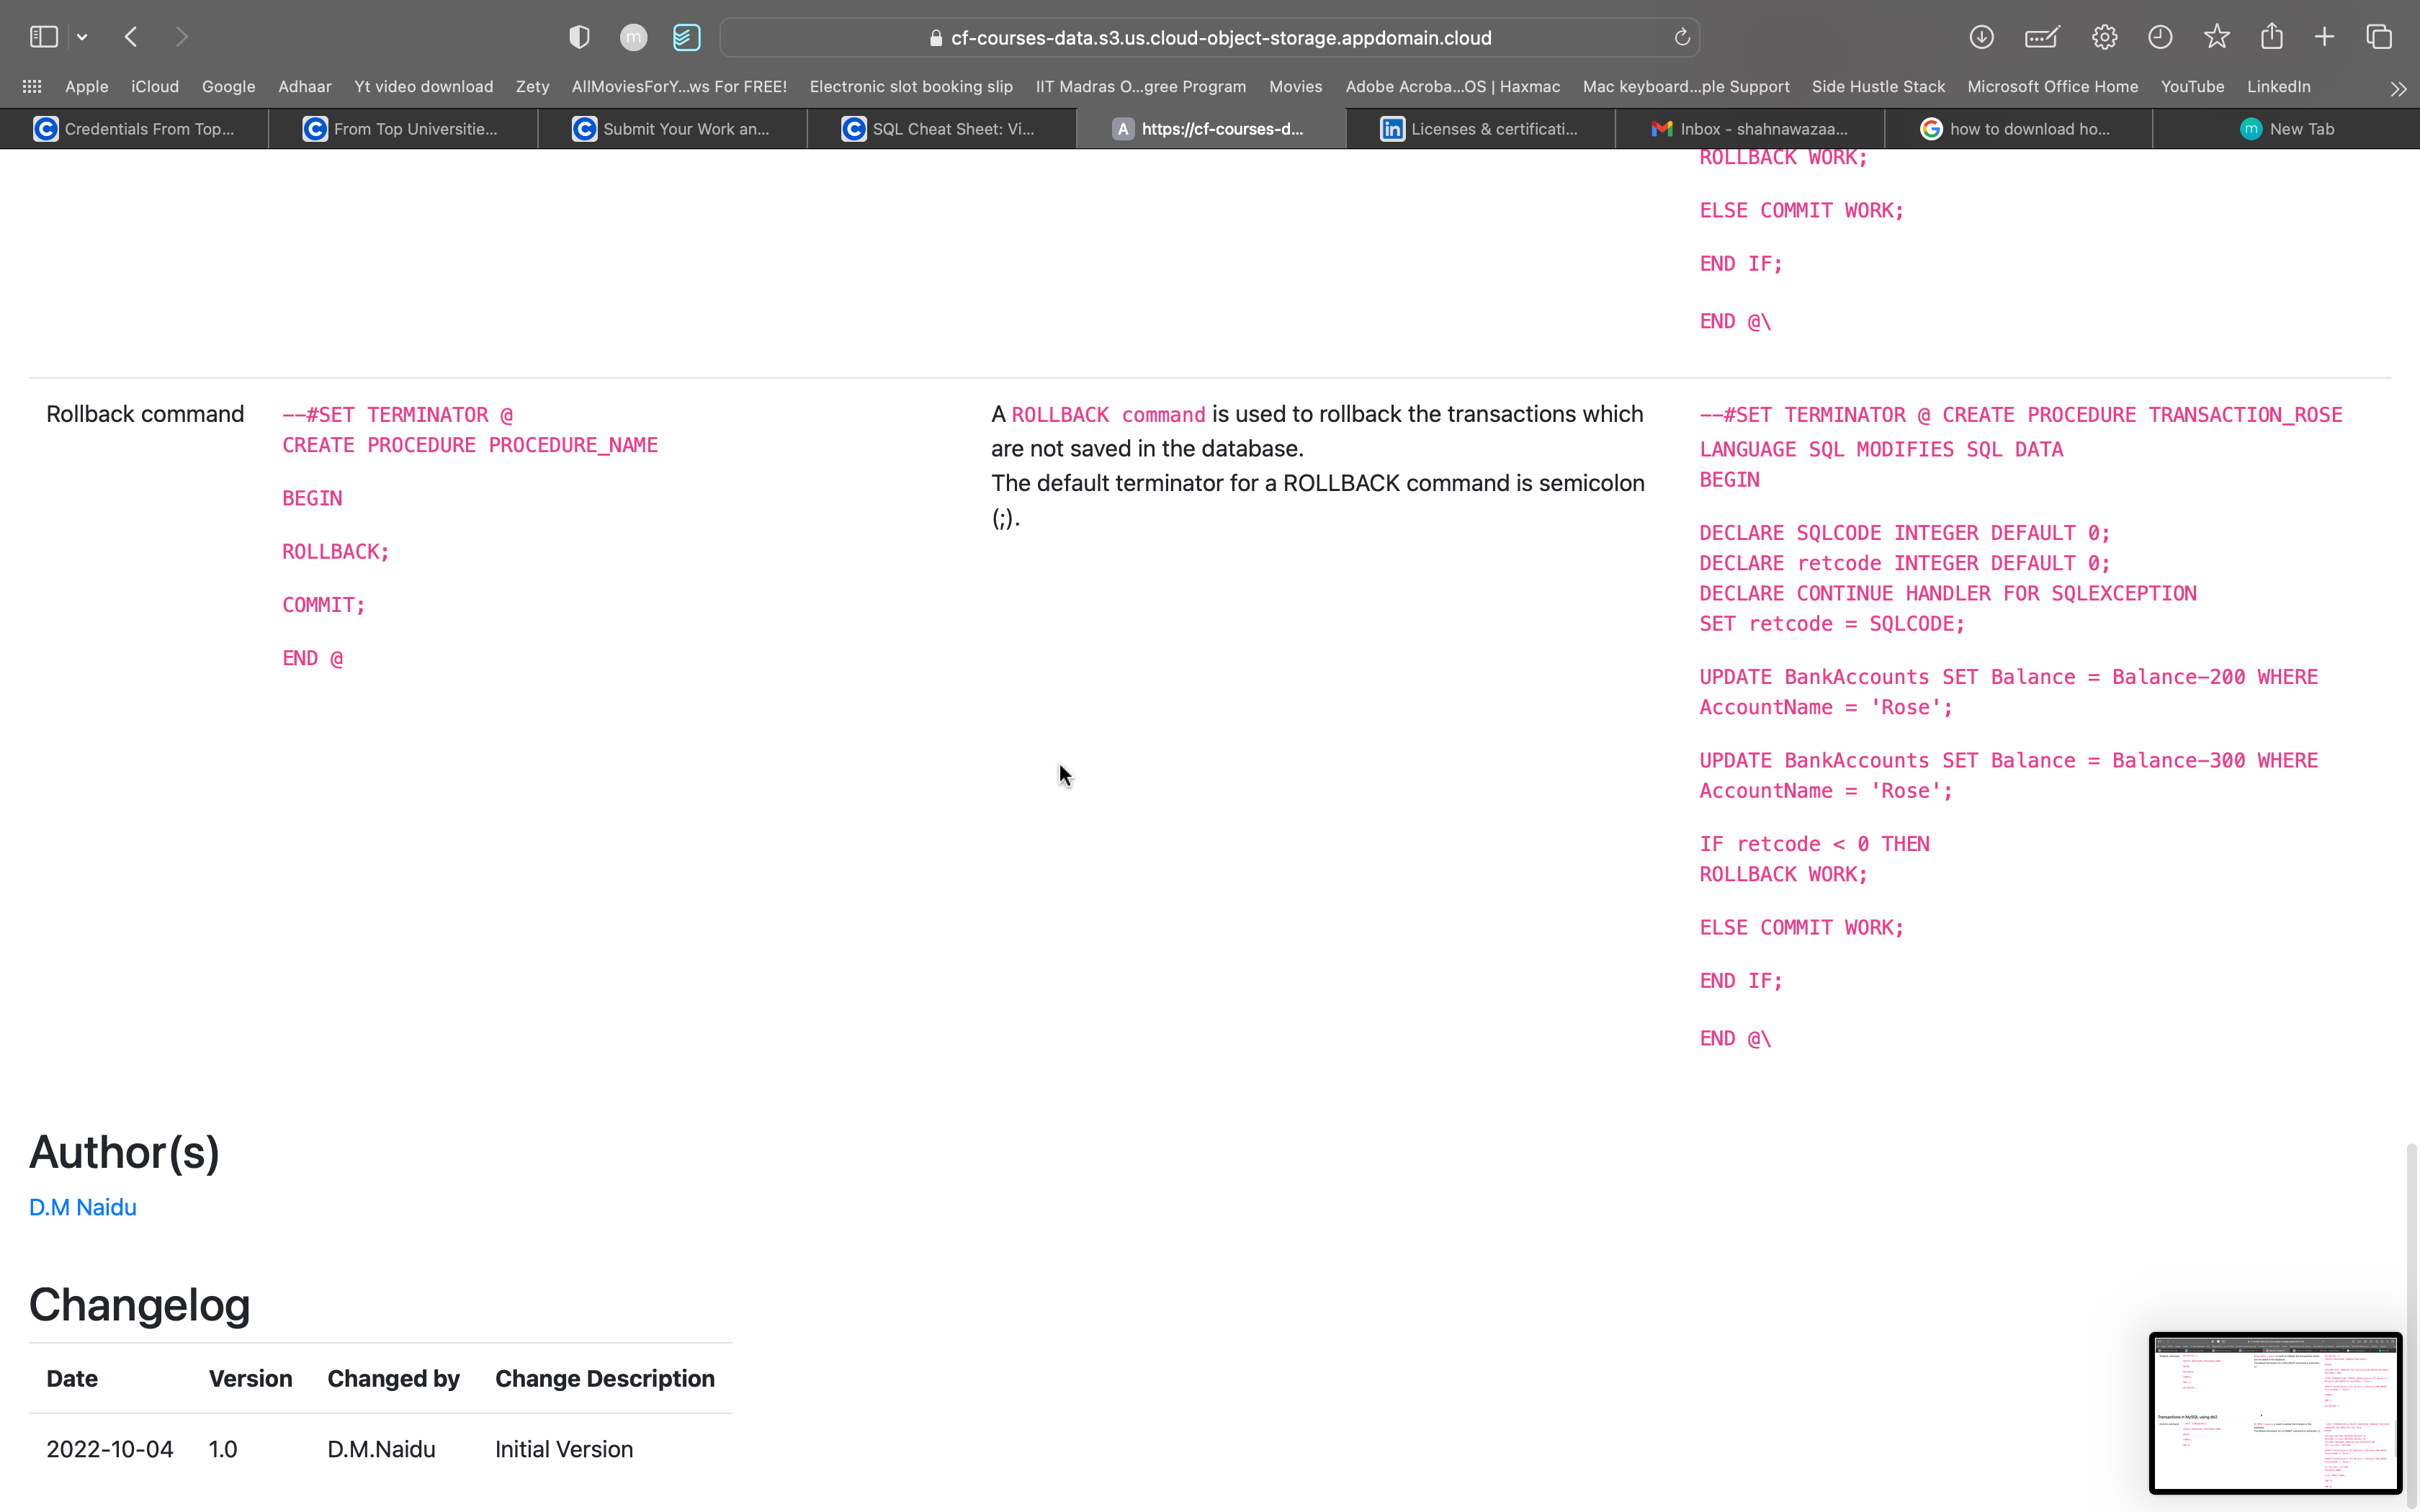 cf-courses-data.s3.us.cloud-object-storage.appdomain.cloud
Apple iCloud Google Adhaar Yt video download Zety AllMoviesForY...ws For FREE! Electronic slot booking slip IIT Madras O...gree Program Movies Adobe Acroba...OS | Haxmac Mac keyboard...ple Support Side Hustle Stack Microsoft Office Home YouTube LinkedIn
Credentials From Top... From Top Universitie... Submit Your Work an... SQL Cheat Sheet: Vi... A https://cf-courses-d... Licenses & certificati... Inbox - shahnawazaa... how to download ho... m New Tab
ROLLBACK WORK;
ELSE COMMIT WORK;
END IF;
END @\
Rollback command
--#SET TERMINATOR @
CREATE PROCEDURE PROCEDURE_NAME
BEGIN
ROLLBACK;
COMMIT;
END @
A ROLLBACK command is used to rollback the transactions which
are not saved in the database.
The default terminator for a ROLLBACK command is semicolon
(;).
--#SET TERMINATOR @ CREATE PROCEDURE TRANSACTION_ROSE
LANGUAGE SQL MODIFIES SQL DATA
BEGIN
DECLARE SQLCODE INTEGER DEFAULT 0;
DECLARE retcode INTEGER DEFAULT 0;
DECLARE CONTINUE HANDLER FOR SQLEXCEPTION
SET retcode = SQLCODE;
UPDATE BankAccounts SET Balance = Balance-200 WHERE
AccountName = 'Rose';
UPDATE BankAccounts SET Balance = Balance-300 WHERE
AccountName = 'Rose';
IF retcode < 0 THEN
ROLLBACK WORK;
ELSE COMMIT WORK;
END IF;
END @\
Author(s)
D.M Naidu
Changelog
Date Version Changed by Change Description
2022-10-04 1.0 D.M.Naidu Initial Version
Transactions in MySQL using db2